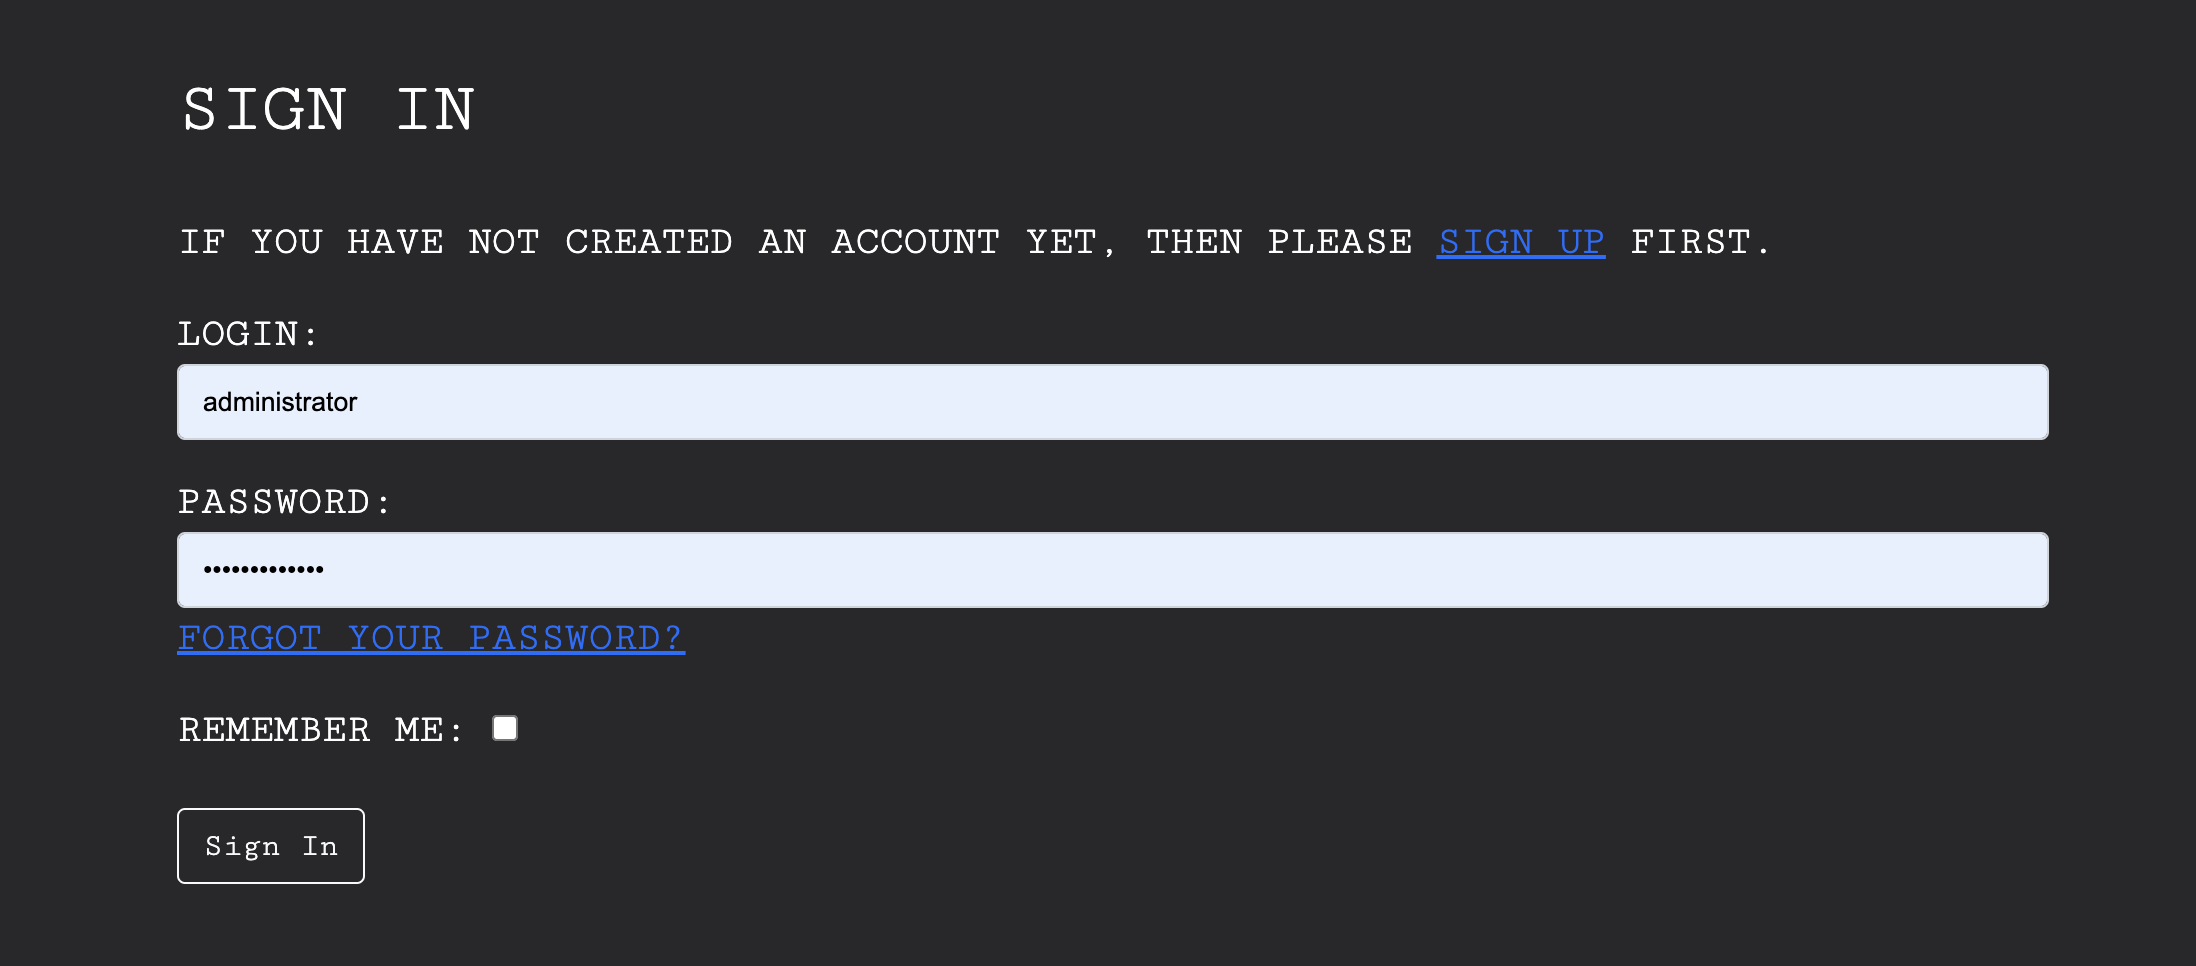 SIGN IN
IF YOU HAVE NOT CREATED AN ACCOUNT YET, THEN PLEASE SIGN UP FIRST.
LOGIN:
administrator
PASSWORD:
•••••••••••••
FORGOT YOUR PASSWORD?
REMEMBER ME:
Sign In